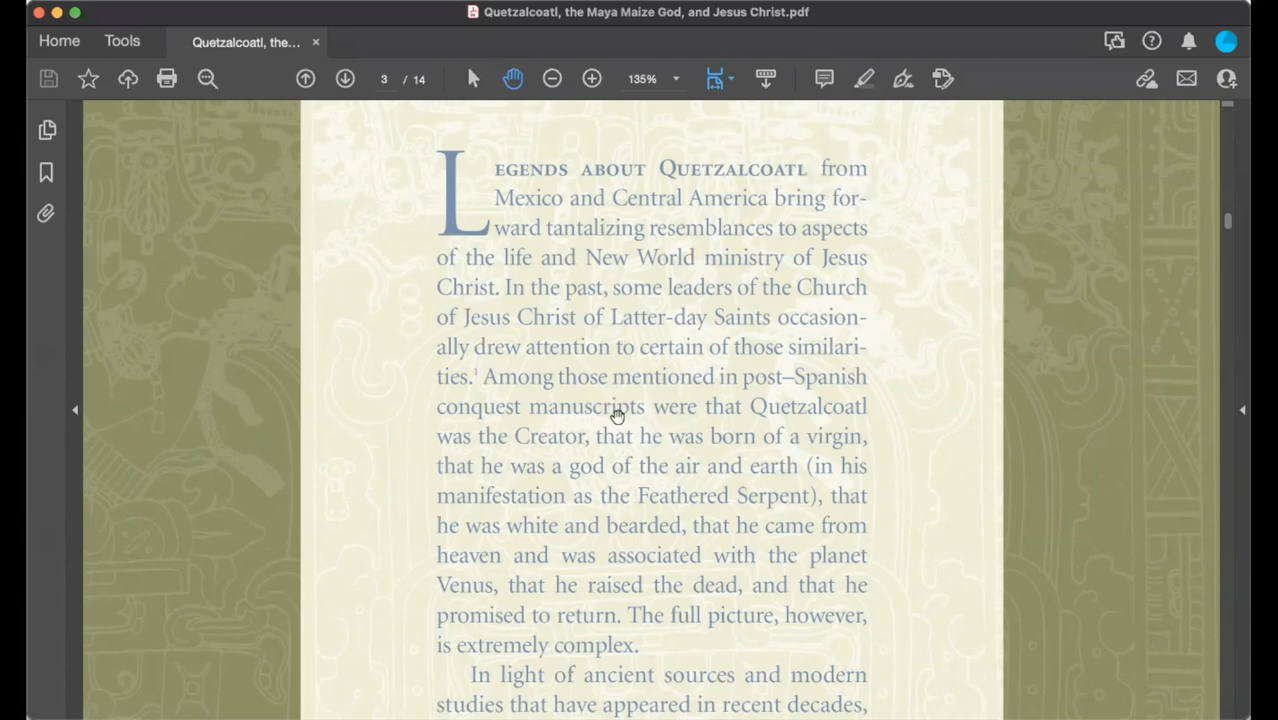 Quetzalcoatl, the Maya Maize God, and Jesus Christ.pdf
Home Tools Quetzalcoatl, the... ×
3 / 14 135%
LEGENDS ABOUT QUETZALCOATL from
Mexico and Central America bring for-
ward tantalizing resemblances to aspects
of the life and New World ministry of Jesus
Christ. In the past, some leaders of the Church
of Jesus Christ of Latter-day Saints occasion-
ally drew attention to certain of those similari-
ties.¹ Among those mentioned in post–Spanish
conquest manuscripts were that Quetzalcoatl
was the Creator, that he was born of a virgin,
that he was a god of the air and earth (in his
manifestation as the Feathered Serpent), that
he was white and bearded, that he came from
heaven and was associated with the planet
Venus, that he raised the dead, and that he
promised to return. The full picture, however,
is extremely complex.
In light of ancient sources and modern
studies that have appeared in recent decades,